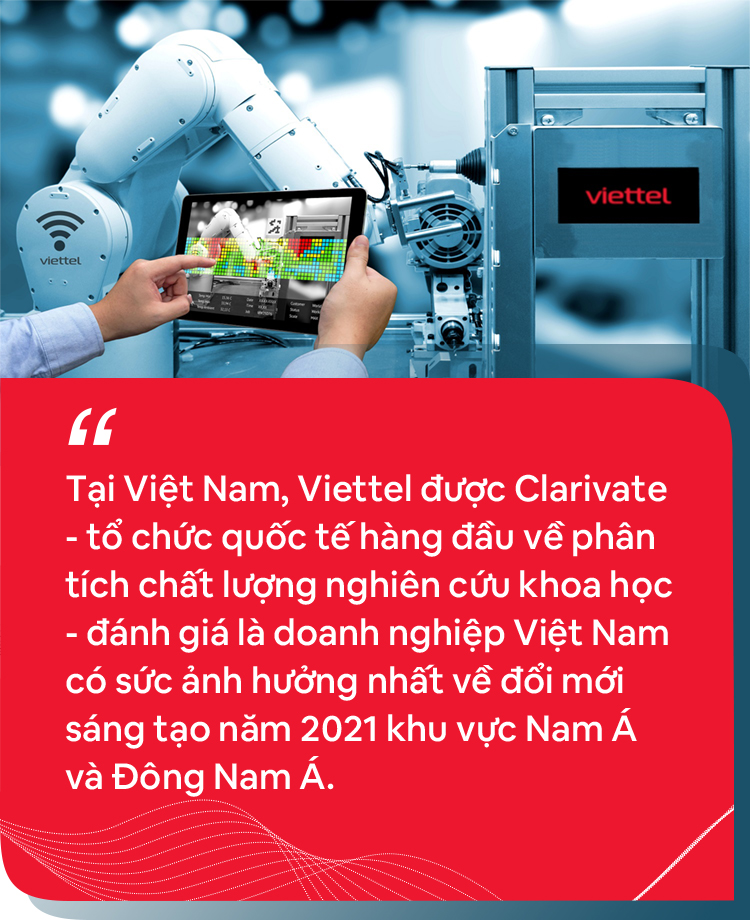 viettel
viettel
“
Tại Việt Nam, Viettel được Clarivate
- tổ chức quốc tế hàng đầu về phân
tích chất lượng nghiên cứu khoa học
- đánh giá là doanh nghiệp Việt Nam
có sức ảnh hưởng nhất về đổi mới
sáng tạo năm 2021 khu vực Nam Á
và Đông Nam Á.